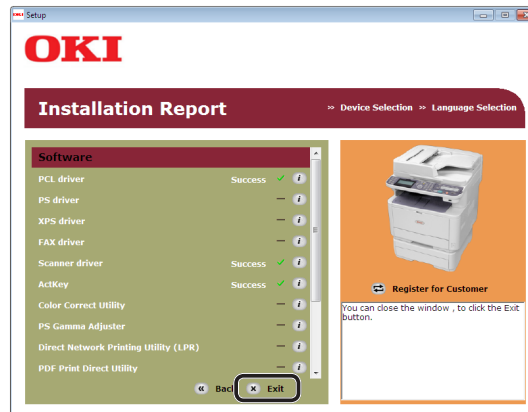 OKI Setup
OKI
Installation Report
» Device Selection » Language Selection
Software
PCL driver Success ✓ i
PS driver — i
XPS driver — i
FAX driver — i
Scanner driver Success ✓ i
ActKey Success ✓ i
Color Correct Utility — i
PS Gamma Adjuster — i
Direct Network Printing Utility (LPR) — i
PDF Print Direct Utility — i
Back Exit
Register for Customer
You can close the window , to click the Exit
button.